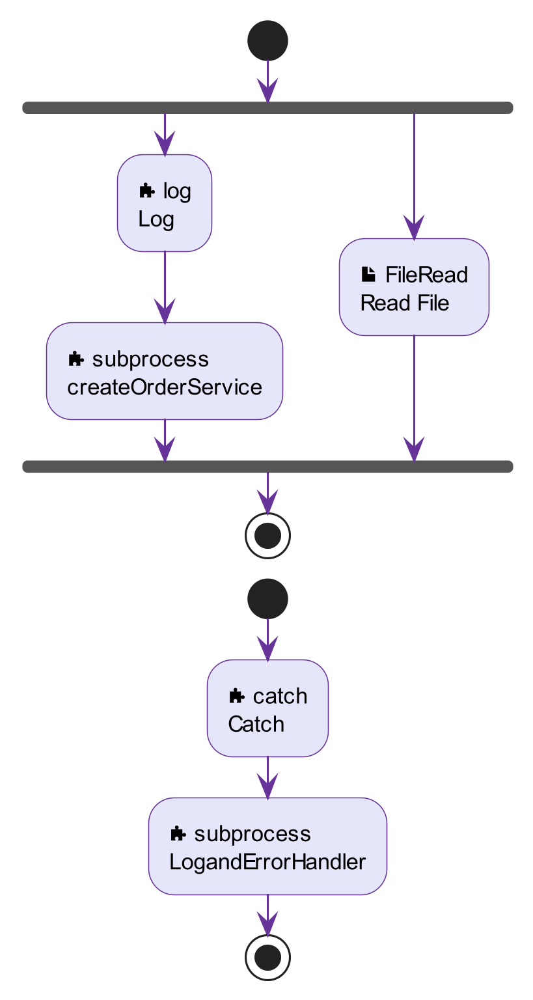 log
Log
FileRead
Read File
subprocess
createOrderService
catch
Catch
subprocess
LogandErrorHandler